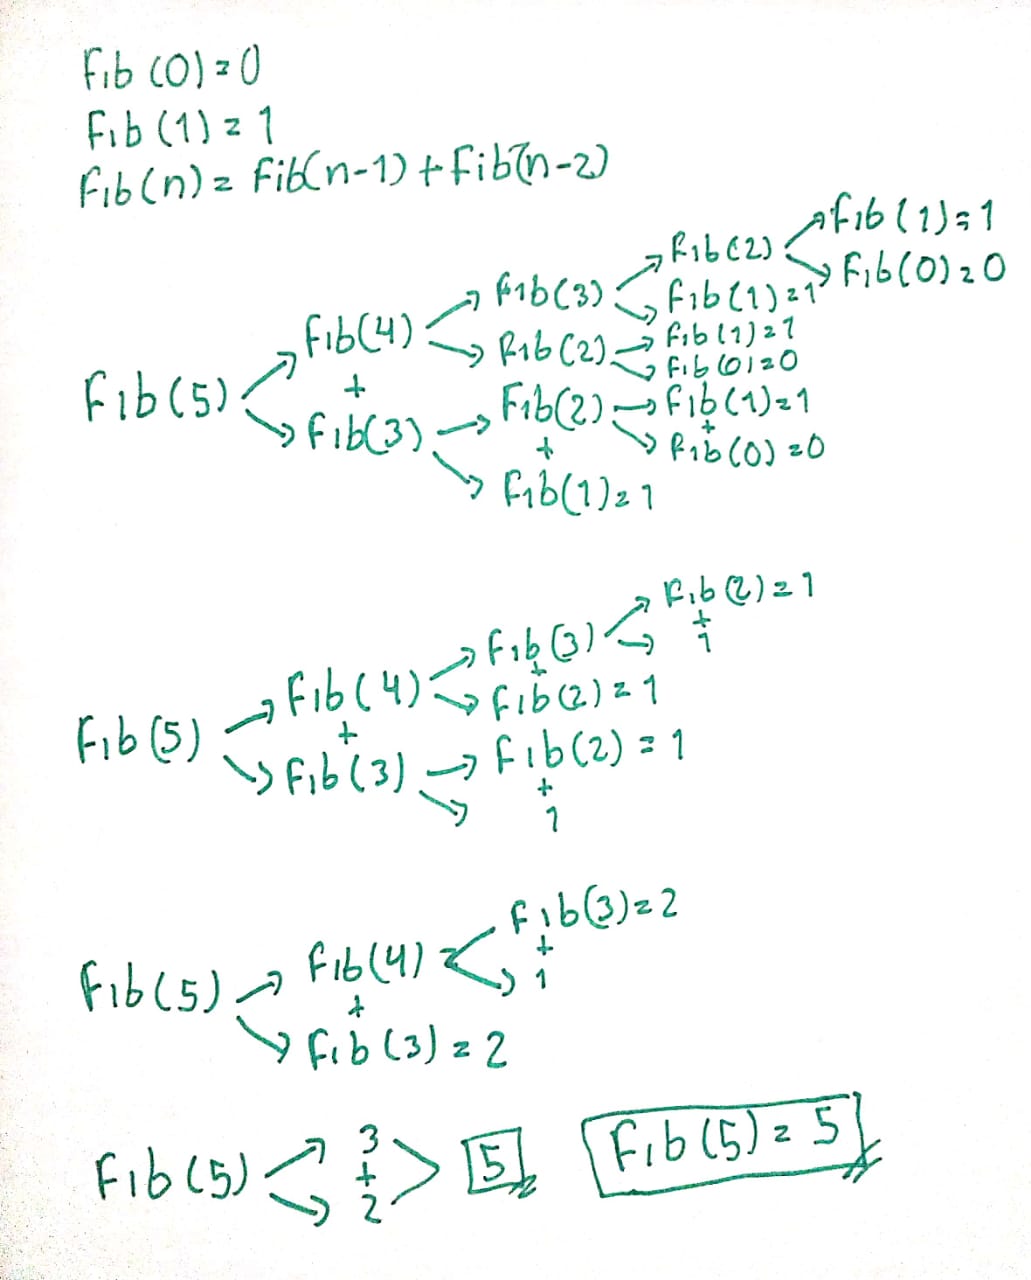 Fib (0) = 0
Fib (1) = 1
Fib(n) = Fib(n-1) + Fib(n-2)
Fib(2) Fib(1) = 1
Fib(3) Fib(1) = 1 Fib(0) = 0
Fib(4) Fib(2) Fib(1) = 1
Fib(0) = 0
Fib(5) + Fib(2) Fib(1) = 1
Fib(3) + + Fib(0) = 0
Fib(1) = 1
Fib(2) = 1
Fib(3) + 1
Fib(4) + Fib(2) = 1
Fib(5) + Fib(2) = 1
Fib(3) + 1
Fib(3) = 2
Fib(4) + 1
Fib(5) +
Fib(3) = 2
Fib(5) 3 + 2 5 Fib(5) = 5